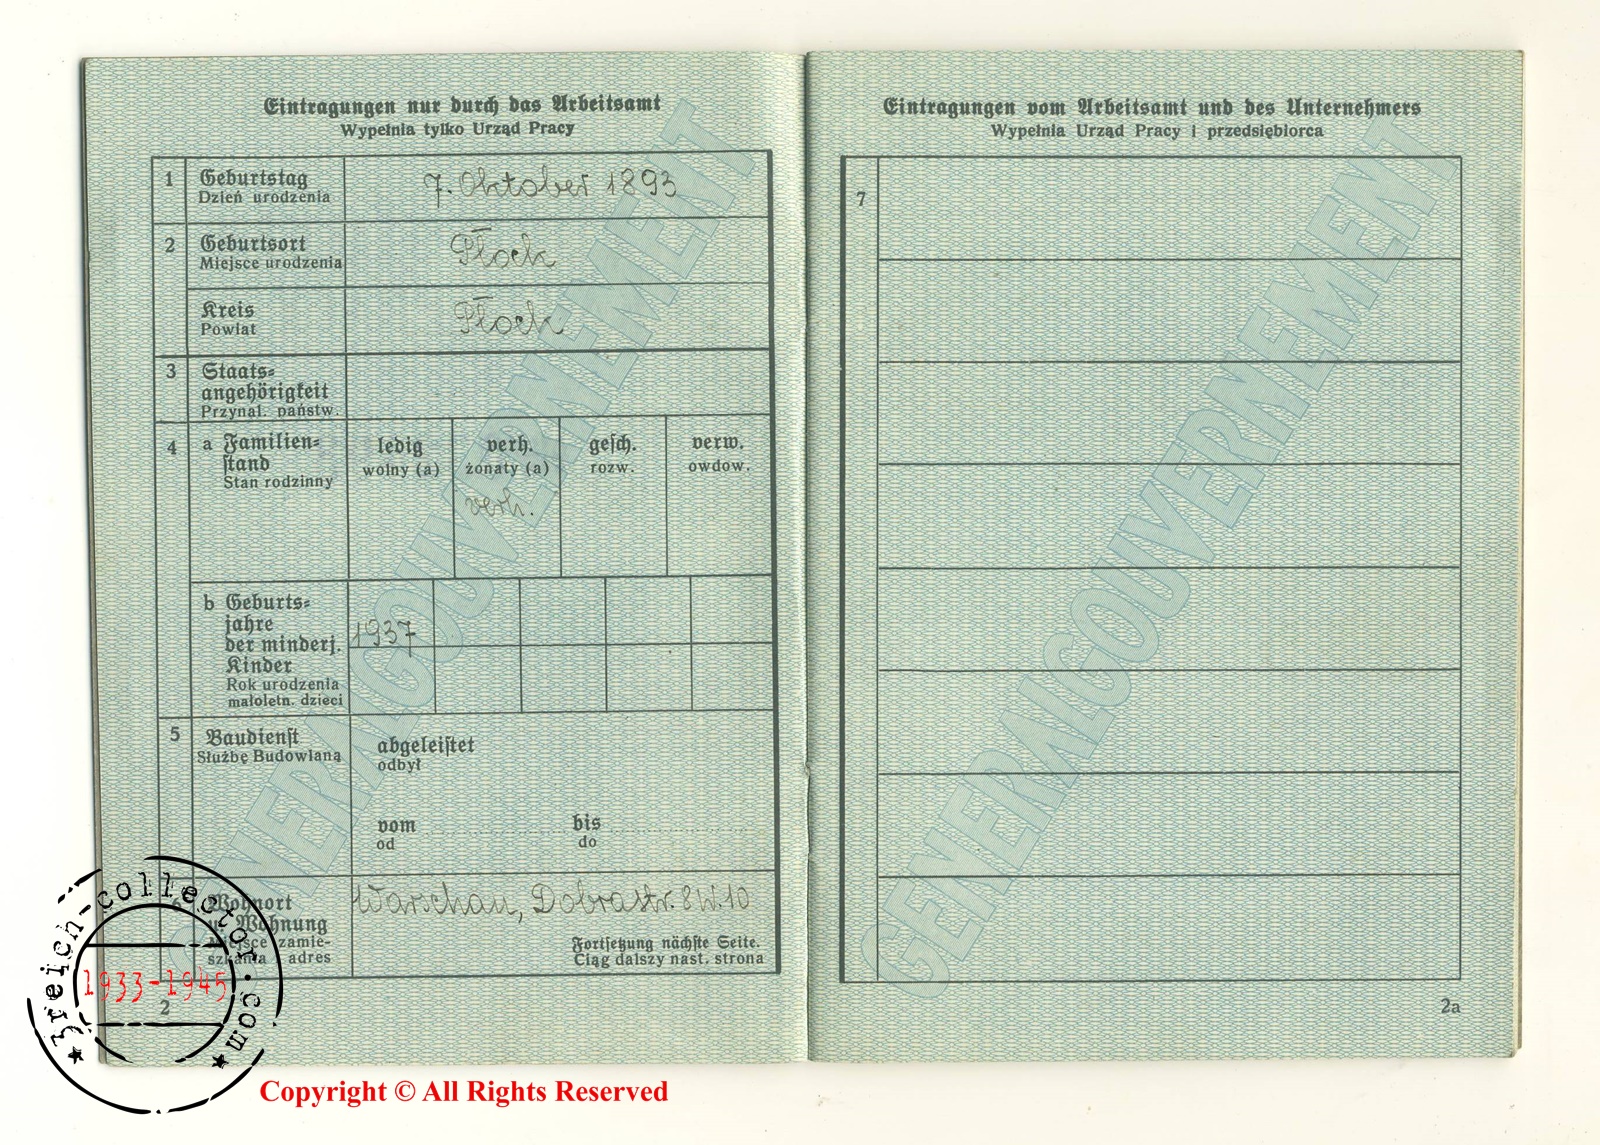 Eintragungen nur durch das Arbeitsamt
Wypełnia tylko Urząd Pracy
1 Geburtstag
Dzień urodzenia
7. Oktober 1893
2 Geburtsort
Miejsce urodzenia
Płock
Kreis
Powiat
Płock
3 Staats-
angehörigkeit
Przynal. państw.
4 a Familien-
stand
Stan rodzinny
ledig
wolny (a)
verh.
żonaty (a)
verh.
gesch.
rozw.
verw.
owdow.
b Geburts-
jahre
der minderj.
Kinder
Rok urodzenia
małoletn. dzieci
1937
5 Baudienst
Służbę Budowlaną
abgeleistet
odbył
vom bis
od do
6 Wohnort
u. Wohnung
Miejsce zamie-
szkania adres
Warschau, Dobrastr. 8 W. 10
Fortsetzung nächste Seite.
Ciąg dalszy nast. strona
2
GENERALGOUVERNEMENT
Eintragungen vom Arbeitsamt und des Unternehmers
Wypełnia Urząd Pracy i przedsiębiorca
7
GENERALGOUVERNEMENT
2a
3reich-collector.com
1933-1945
Copyright © All Rights Reserved